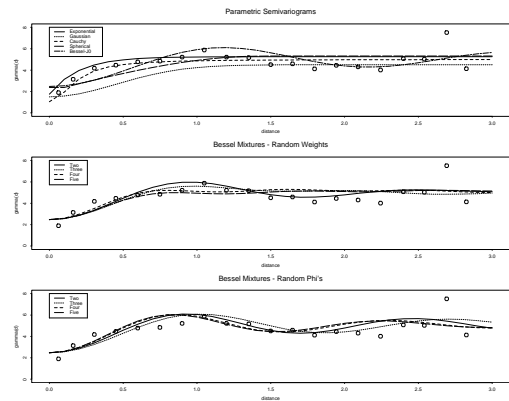 Parametric Semivariograms
Exponential
Gaussian
Cauchy
Spherical
Bessel-J0
gamma(d)
0 2 4 6 8
0.0 0.5 1.0 1.5 2.0 2.5 3.0
distance
Bessel Mixtures - Random Weights
Two
Three
Four
Five
gamma(d)
0 2 4 6 8
0.0 0.5 1.0 1.5 2.0 2.5 3.0
distance
Bessel Mixtures - Random Phi's
Two
Three
Four
Five
gamma(d)
0 2 4 6 8
0.0 0.5 1.0 1.5 2.0 2.5 3.0
distance